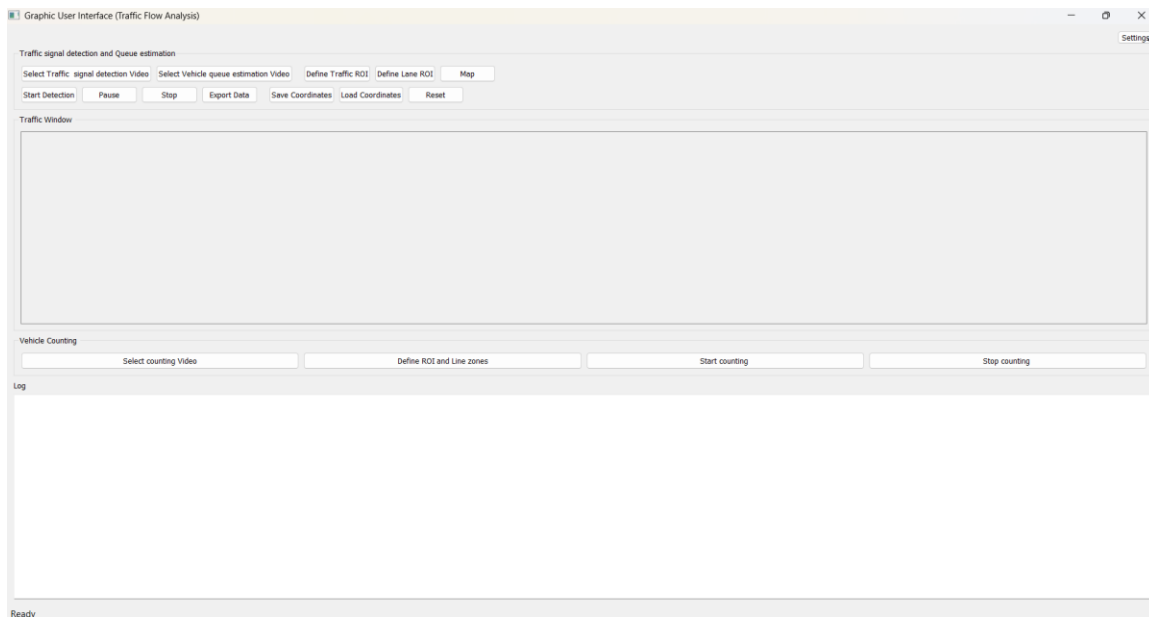 Graphic User Interface (Traffic Flow Analysis)
Settings
Traffic signal detection and Queue estimation
Select Traffic  signal detection Video Select Vehicle queue estimation Video Define Traffic ROI Define Lane ROI Map
Start Detection Pause Stop Export Data Save Coordinates Load Coordinates Reset
Traffic Window
Vehicle Counting
Select counting Video Define ROI and Line zones Start counting Stop counting
Log
Ready